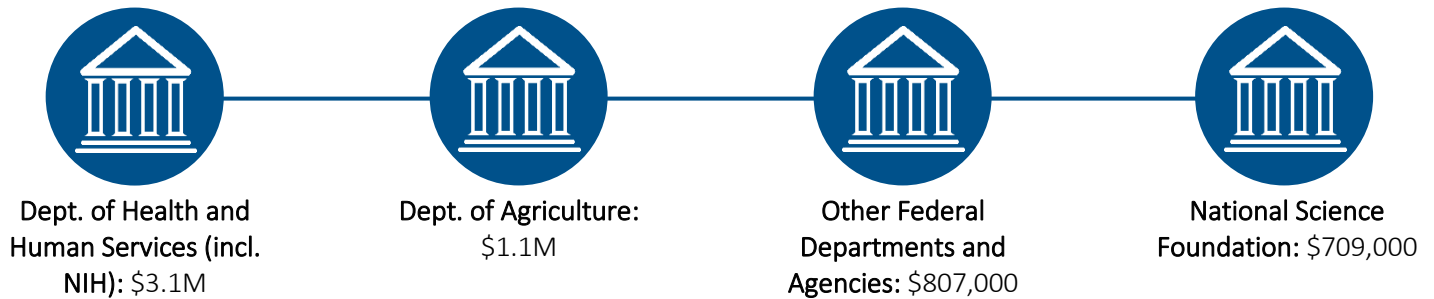 Dept. of Health and
Human Services (incl.
NIH): $3.1M
Dept. of Agriculture:
$1.1M
Other Federal
Departments and
Agencies: $807,000
National Science
Foundation: $709,000